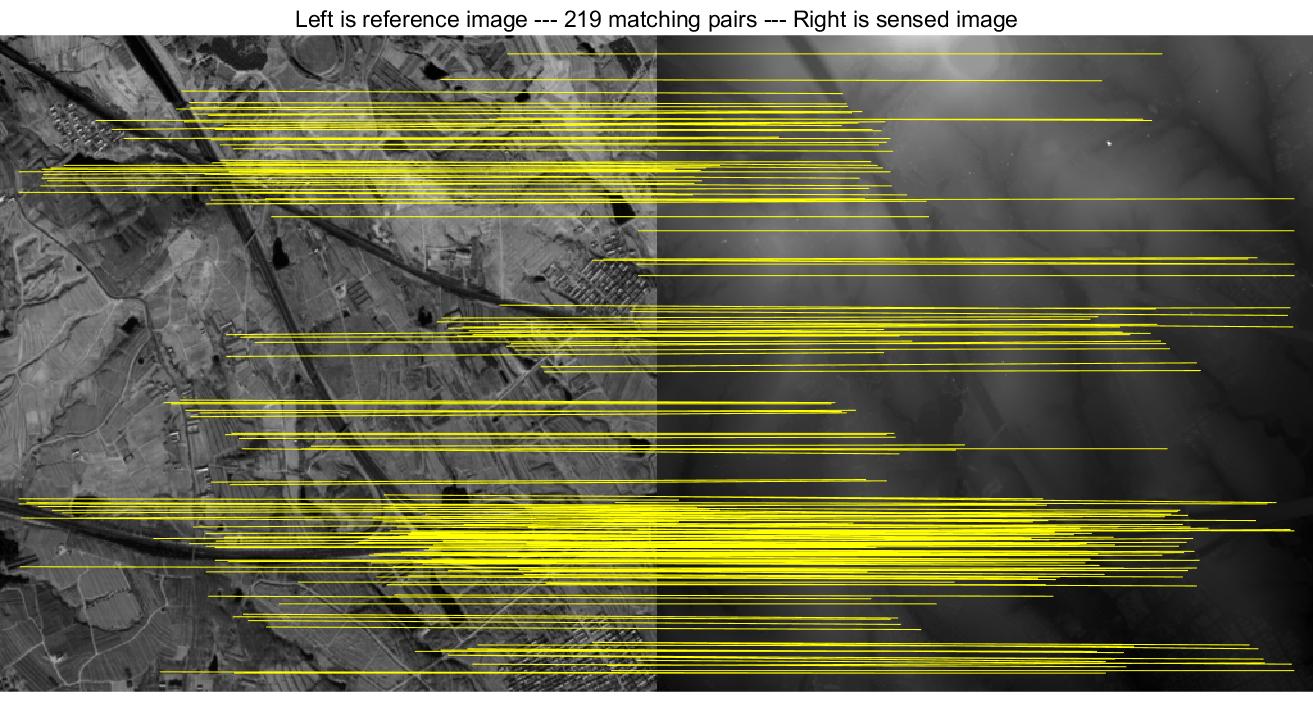 Left is reference image --- 219 matching pairs --- Right is sensed image